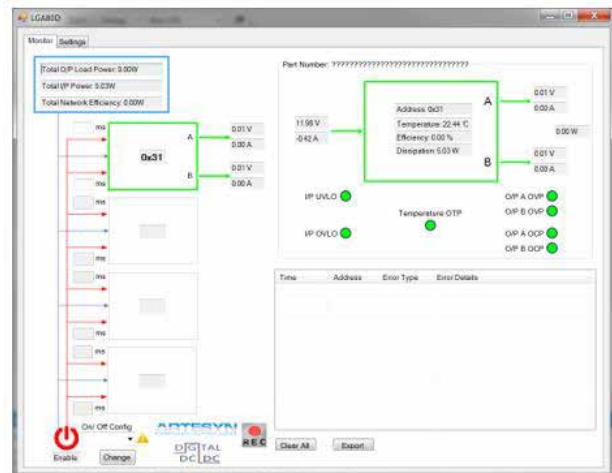 LGA80D
Monitor Settings
Total O/P Load Power: 0.00W
Total I/P Power: 5.03W
Total Network Efficiency: 0.00W
Part Number: ????????????????????????????????
ms
A
0x31
B
ms
0.01 V
0.00 A
0.01 V
0.00 A
11.98 V
-0.42 A
Address: 0x31
Temperature: 22.44 °C
Efficiency: 0.00 %
Dissipation: 5.03 W
A
B
0.01 V
0.00 A
0.00 W
0.01 V
0.00 A
I/P UVLO
I/P OVLO
Temperature OTP
O/P A OVP
O/P B OVP
O/P A OCP
O/P B OCP
ms
ms
ms
ms
ms
ms
Time Address Error Type Error Details
On/ Off Config
Enable
Change
ARTESYN
DIGITAL
DC DC
REC
Clear All
Export